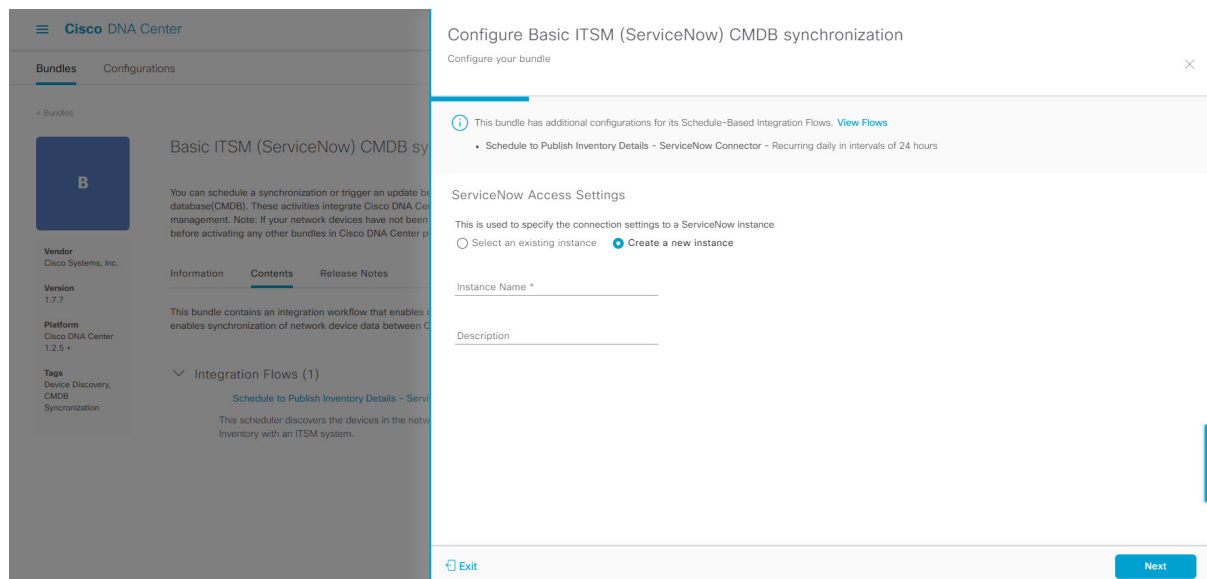 Cisco DNA Center
Bundles Configurations
< Bundles
B
Vendor
Cisco Systems, Inc.
Version
1.7.7
Platform
Cisco DNA Center
1.2.5 +
Tags
Device Discovery,
CMDB
Syncronization
Basic ITSM (ServiceNow) CMDB sy
You can schedule a synchronization or trigger an update be
database(CMDB). These activities integrate Cisco DNA Cen
management. Note: If your network devices have not been
before activating any other bundles in Cisco DNA Center pl
Information Contents Release Notes
This bundle contains an integration workflow that enables
enables synchronization of network device data between C
Integration Flows (1)
Schedule to Publish Inventory Details - Servi
This scheduler discovers the devices in the netw
Inventory with an ITSM system.
Configure Basic ITSM (ServiceNow) CMDB synchronization
Configure your bundle
This bundle has additional configurations for its Schedule-Based Integration Flows. View Flows
• Schedule to Publish Inventory Details - ServiceNow Connector - Recurring daily in intervals of 24 hours
ServiceNow Access Settings
This is used to specify the connection settings to a ServiceNow instance
Select an existing instance Create a new instance
Instance Name *
Description
Exit
Next